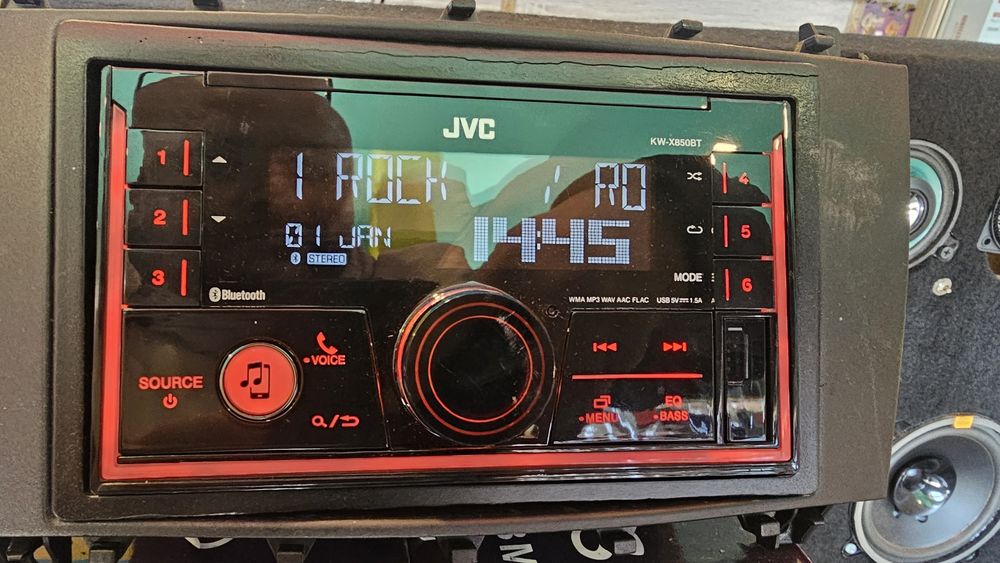 JVC
KW-X850BT
1
2
3
1 ROCK / RO
01 JAN
14:45
STEREO
4
5
6
MODE
Bluetooth
WMA MP3 WAV AAC FLAC USB 5V 1.5A
SOURCE
VOICE
MENU
EQ
BASS